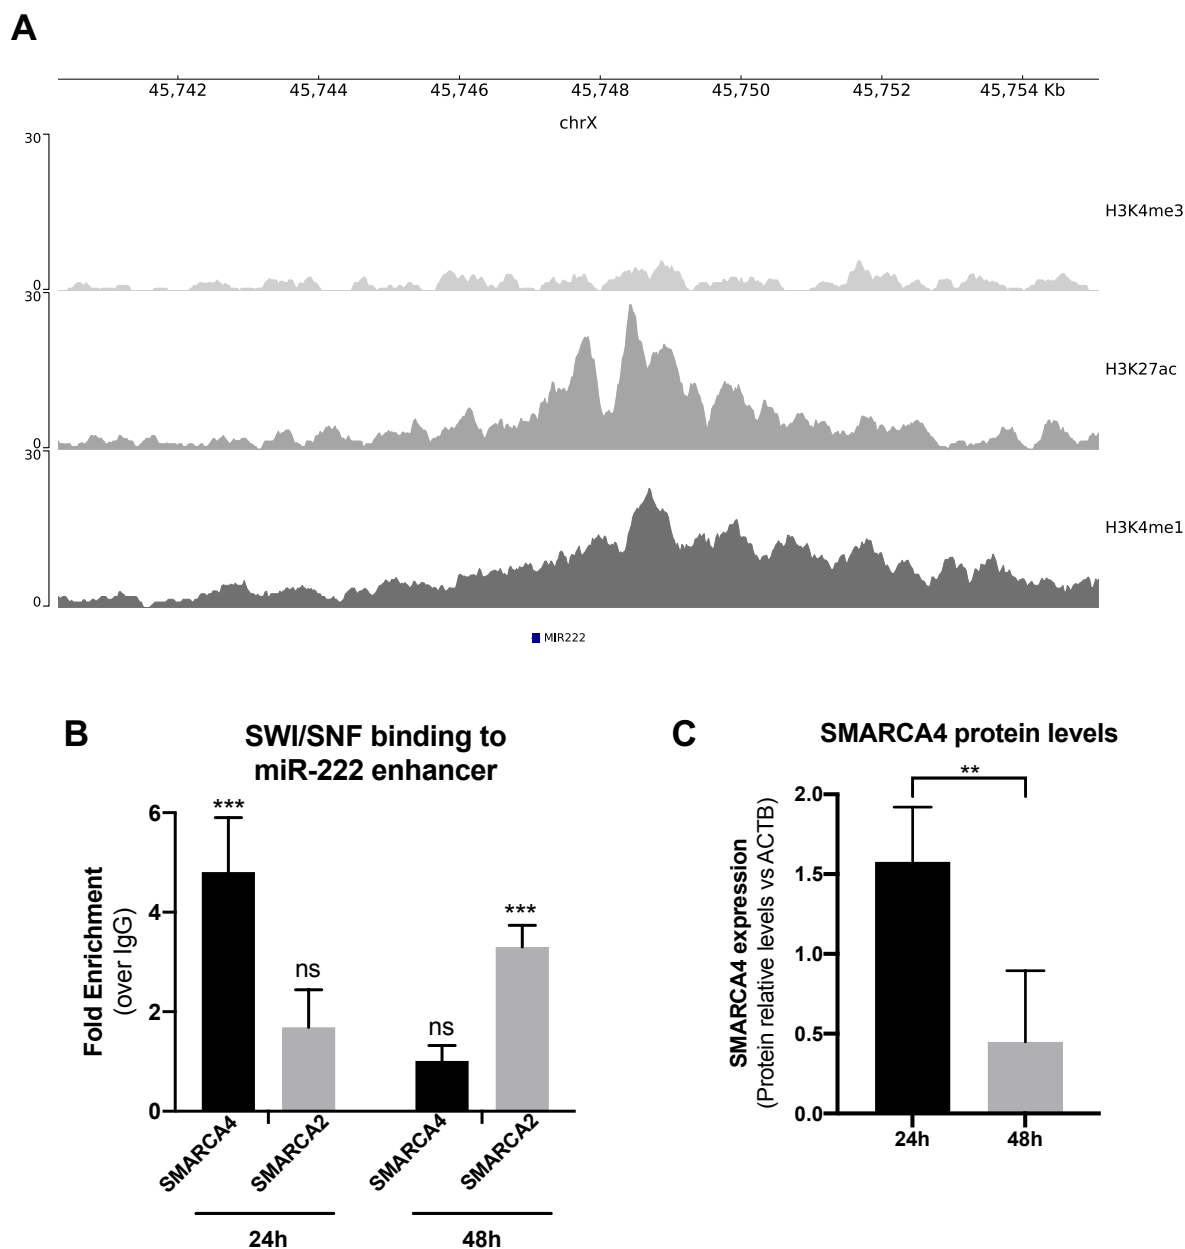 A
45,742 45,744 45,746 45,748 45,750 45,752 45,754 Kb
chrX
30
H3K4me3
0
30
H3K27ac
0
30
H3K4me1
0
MIR222
B
SWI/SNF binding to
miR-222 enhancer
Fold Enrichment
(over IgG)
6
4
2
0
***
ns
ns
***
SMARCA4
SMARCA2
SMARCA4
SMARCA2
24h
48h
C
SMARCA4 protein levels
SMARCA4 expression
(Protein relative levels vs ACTB)
2.0
1.5
1.0
0.5
0.0
**
24h
48h